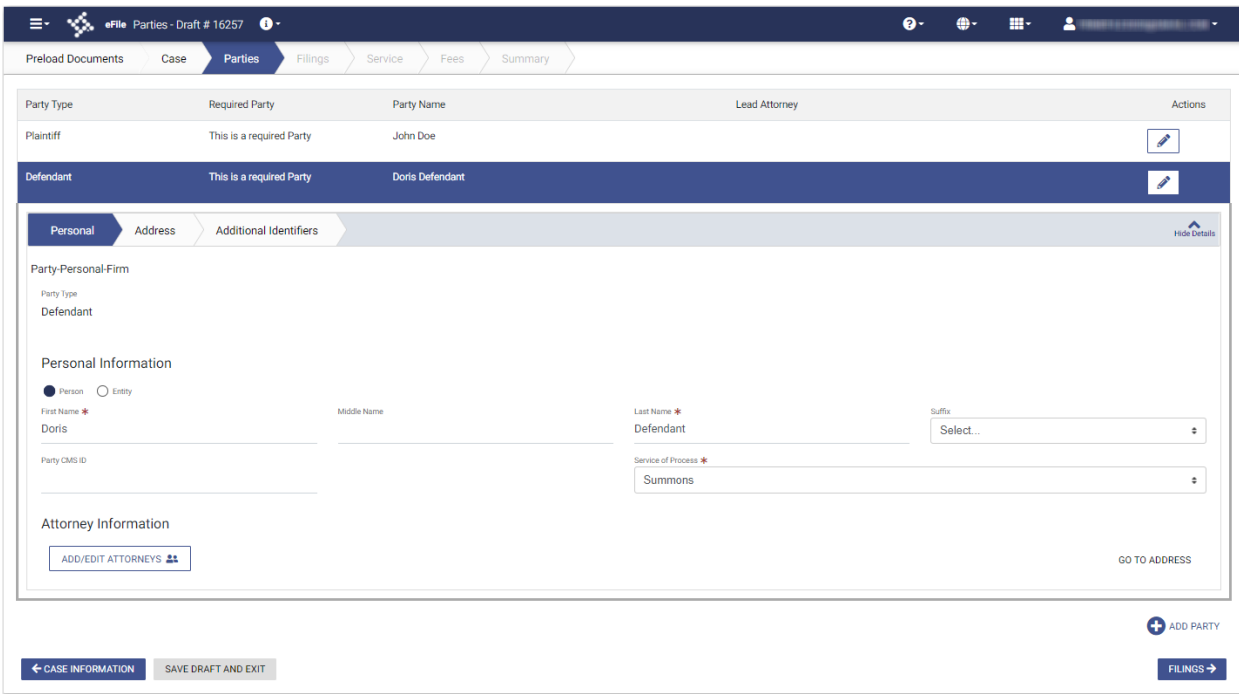 eFile Parties - Draft # 16257
Preload Documents Case Parties Filings Service Fees Summary
Party Type Required Party Party Name Lead Attorney Actions
Plaintiff This is a required Party John Doe
Defendant This is a required Party Doris Defendant
Personal Address Additional Identifiers Hide Details
Party-Personal-Firm
Party Type
Defendant
Personal Information
Person Entity
First Name * Middle Name Last Name * Suffix
Doris Defendant Select...
Party CMS ID Service of Process *
Summons
Attorney Information
ADD/EDIT ATTORNEYS GO TO ADDRESS
ADD PARTY
CASE INFORMATION SAVE DRAFT AND EXIT FILINGS